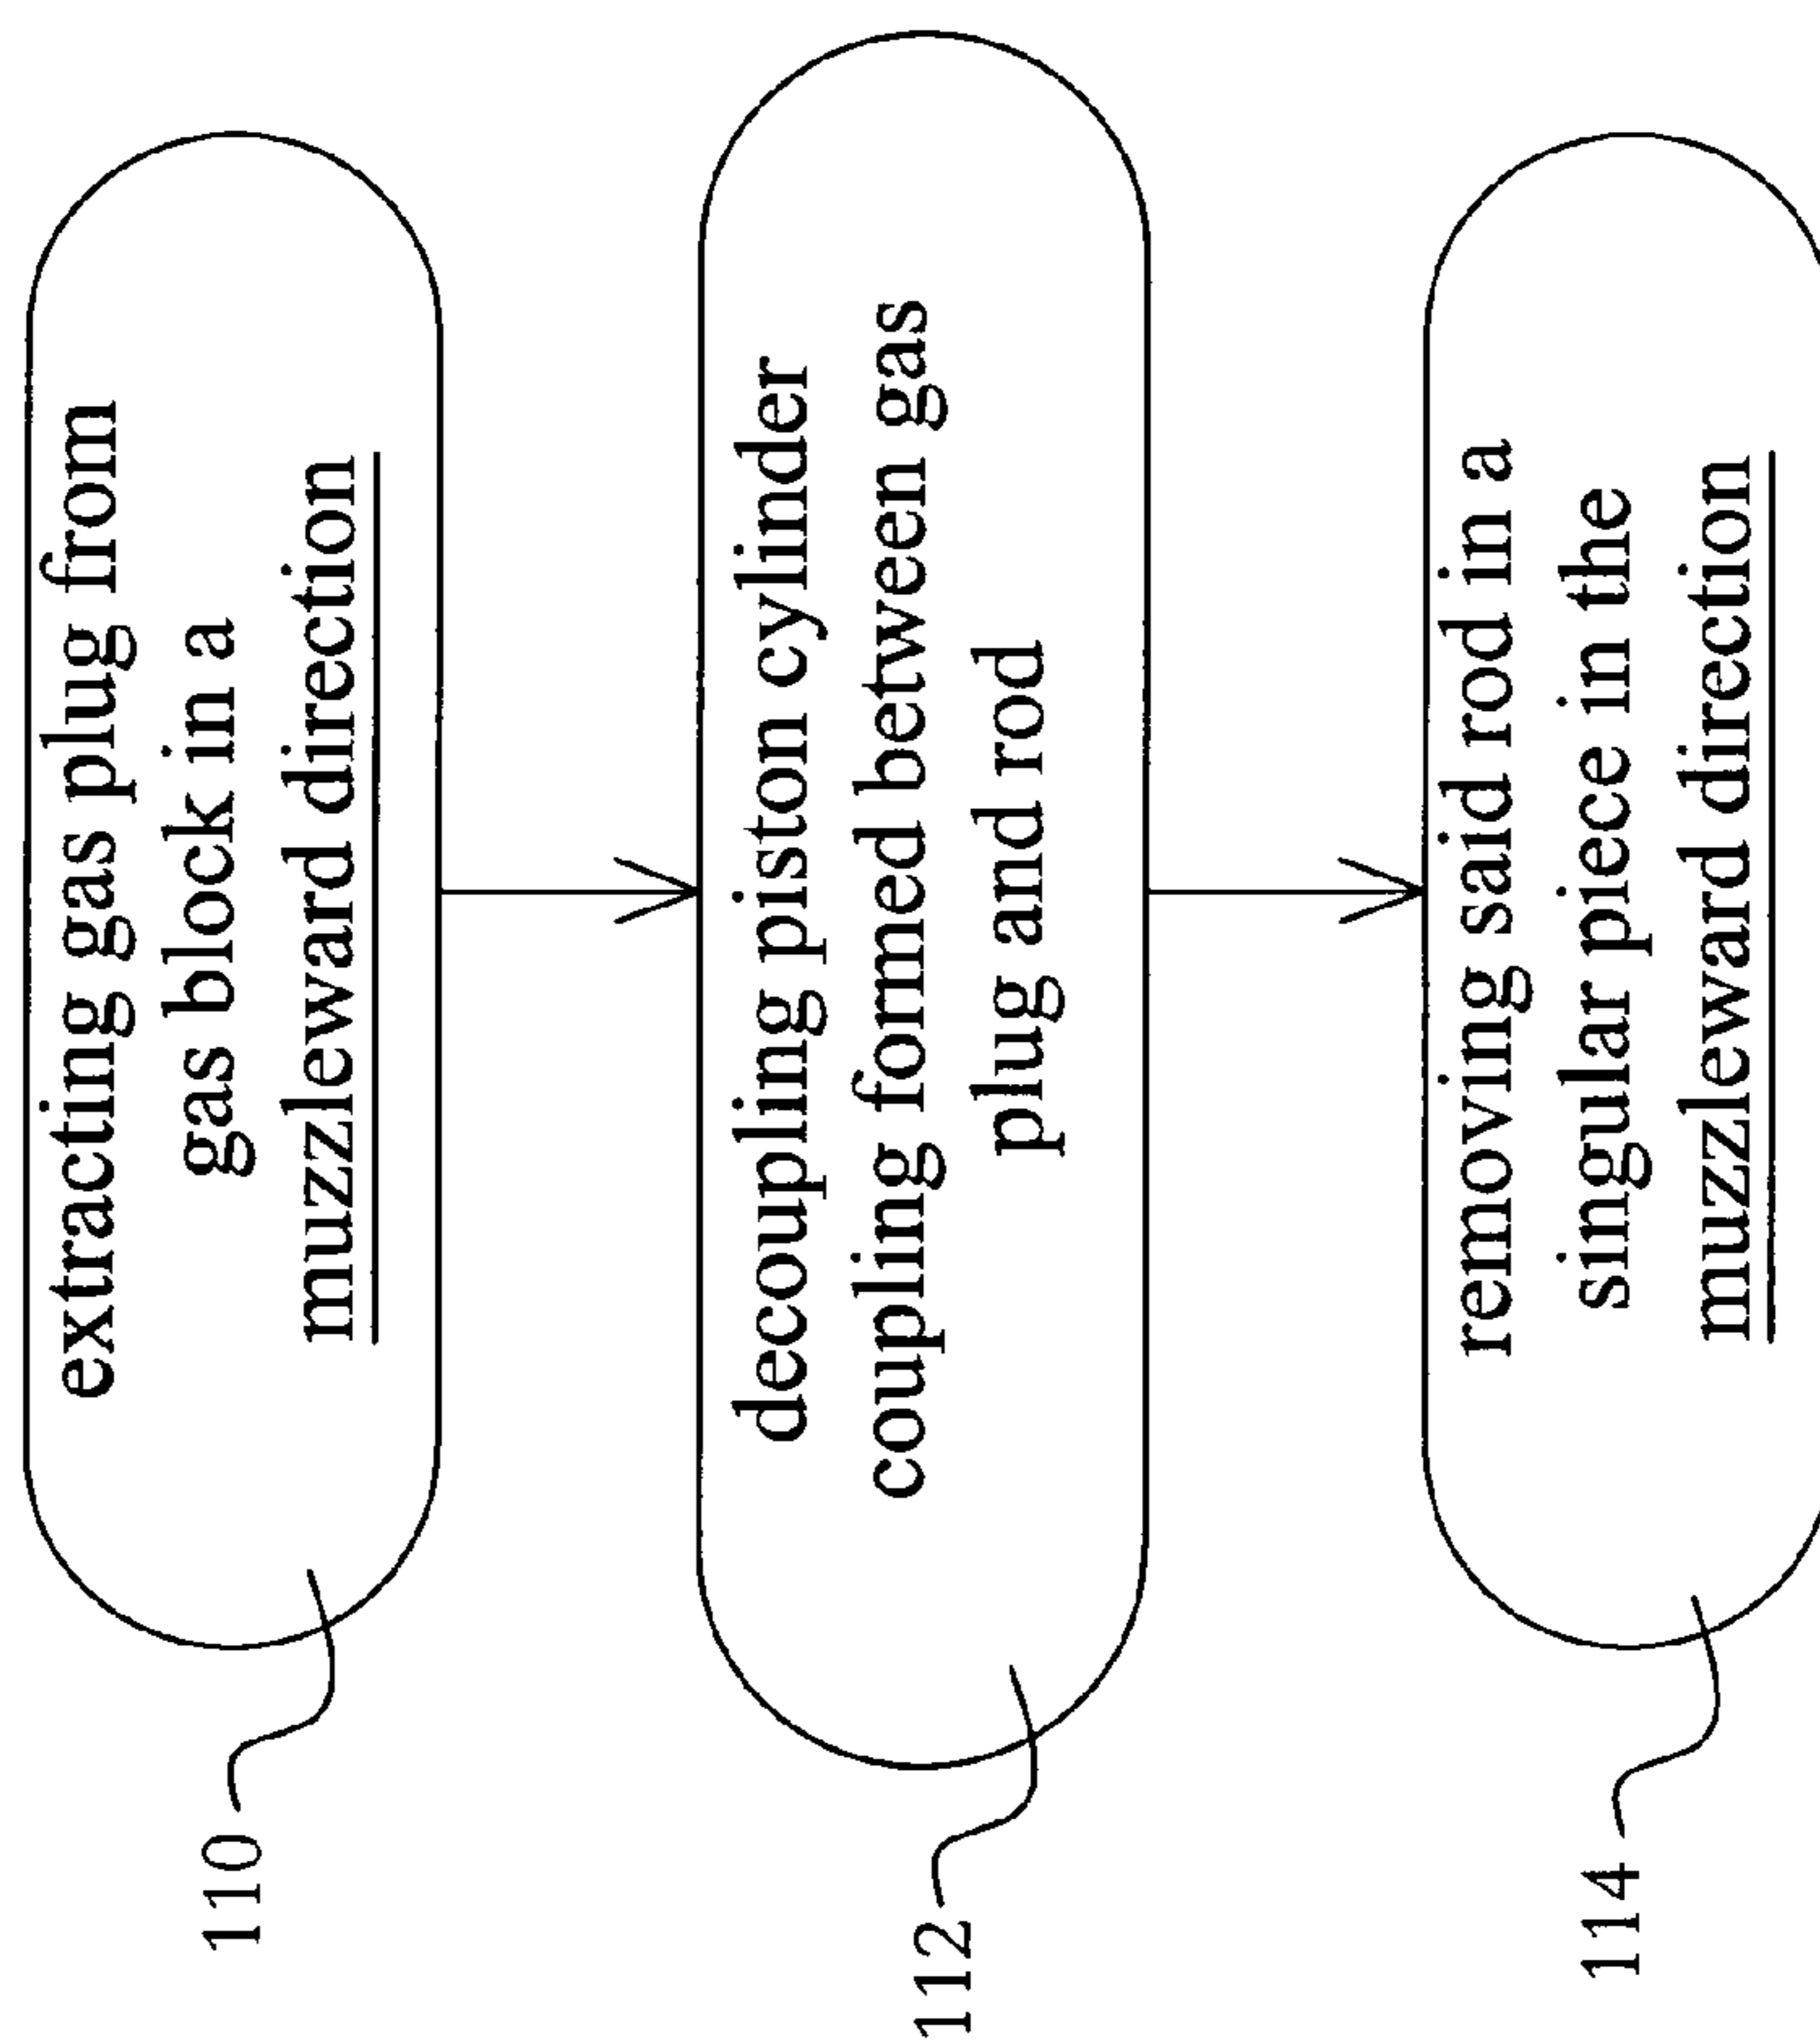 extracting gas plug from
gas block in a
muzzleward direction
110
decoupling piston cylinder
coupling formed between gas
plug and rod
112
removing said rod in a
singular piece in the
muzzleward direction
114